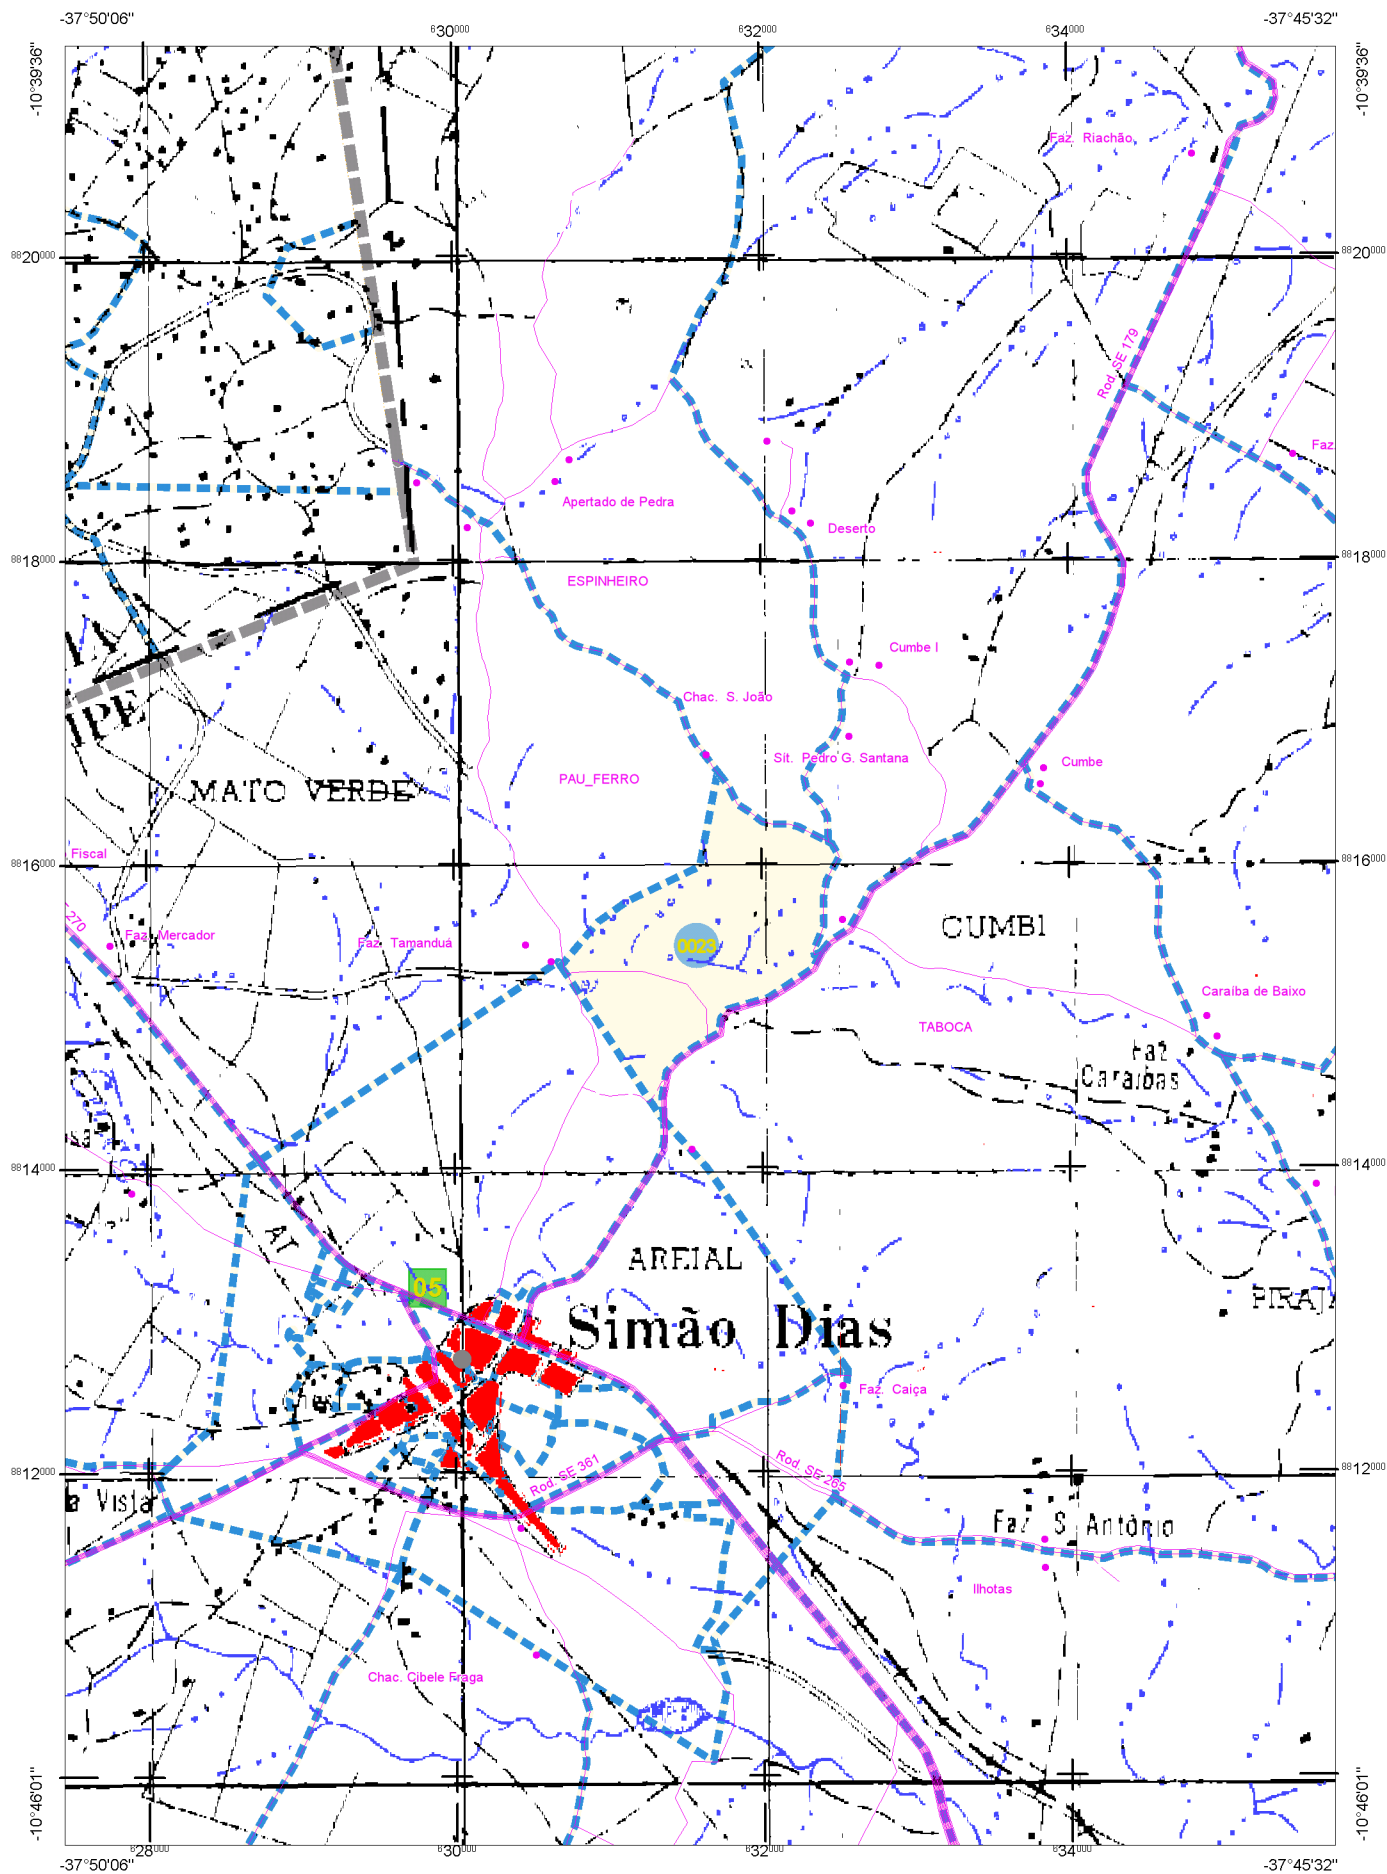 -37°50'06"
630000
632000
634000
-37°45'32"
-10°39'36"
-10°39'36"
Faz. Riachão
8820000
8820000
Rod. SE 179
Faz.
Apertado de Pedra
Deserto
8818000
8818000
ESPINHEIRO
Cumbe I
Chac. S. João
IPE
Sit. Pedro G. Santana
Cumbe
PAU_FERRO
MATO VERDE
Fiscal
8816000
8816000
270
Faz. Mercador
Faz. Tamanduá
0023
CUMBI
Caraíba de Baixo
TABOCA
Faz
Caraíbas
8814000
8814000
AT
AREIAL
05
PIRAJA
Simão Dias
Faz. Caiça
Rod. SE 361
Rod. SE 265
8812000
8812000
a Vista
Faz S. Antônio
Ilhotas
Chac. Cibele Fraga
-10°46'01"
-10°46'01"
-37°50'06"
628000
630000
632000
634000
-37°45'32"